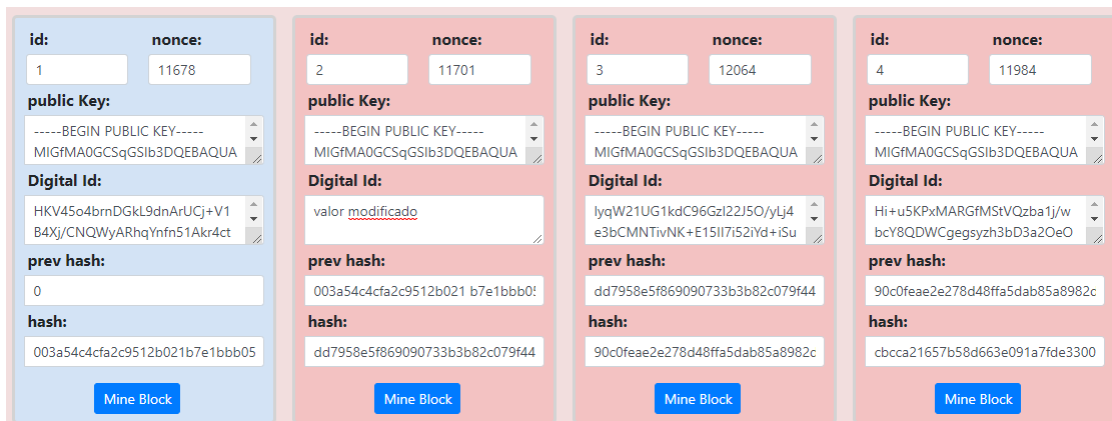 id: nonce:
1 11678
public Key:
-----BEGIN PUBLIC KEY-----
MIGfMA0GCSqGSIb3DQEBAQUA
Digital Id:
HKV45o4brnDGkL9dnArUCj+V1
B4Xj/CNQWyARhqYnfn51Akr4ct
prev hash:
0
hash:
003a54c4cfa2c9512b021b7e1bbb05
Mine Block
id: nonce:
2 11701
public Key:
-----BEGIN PUBLIC KEY-----
MIGfMA0GCSqGSIb3DQEBAQUA
Digital Id:
valor modificado
prev hash:
003a54c4cfa2c9512b021 b7e1bbb05
hash:
dd7958e5f869090733b3b82c079f44
Mine Block
id: nonce:
3 12064
public Key:
-----BEGIN PUBLIC KEY-----
MIGfMA0GCSqGSIb3DQEBAQUA
Digital Id:
lyqW21UG1kdC96GzI22J5O/yLj4
e3bCMNTivNK+E15II7i52iYd+iSu
prev hash:
dd7958e5f869090733b3b82c079f44
hash:
90c0feae2e278d48ffa5dab85a8982c
Mine Block
id: nonce:
4 11984
public Key:
-----BEGIN PUBLIC KEY-----
MIGfMA0GCSqGSIb3DQEBAQUA
Digital Id:
Hi+u5KPxMARGfMStVQzba1j/w
bcY8QDWCgegsyzh3bD3a2OeO
prev hash:
90c0feae2e278d48ffa5dab85a8982c
hash:
cbcca21657b58d663e091a7fde3300
Mine Block